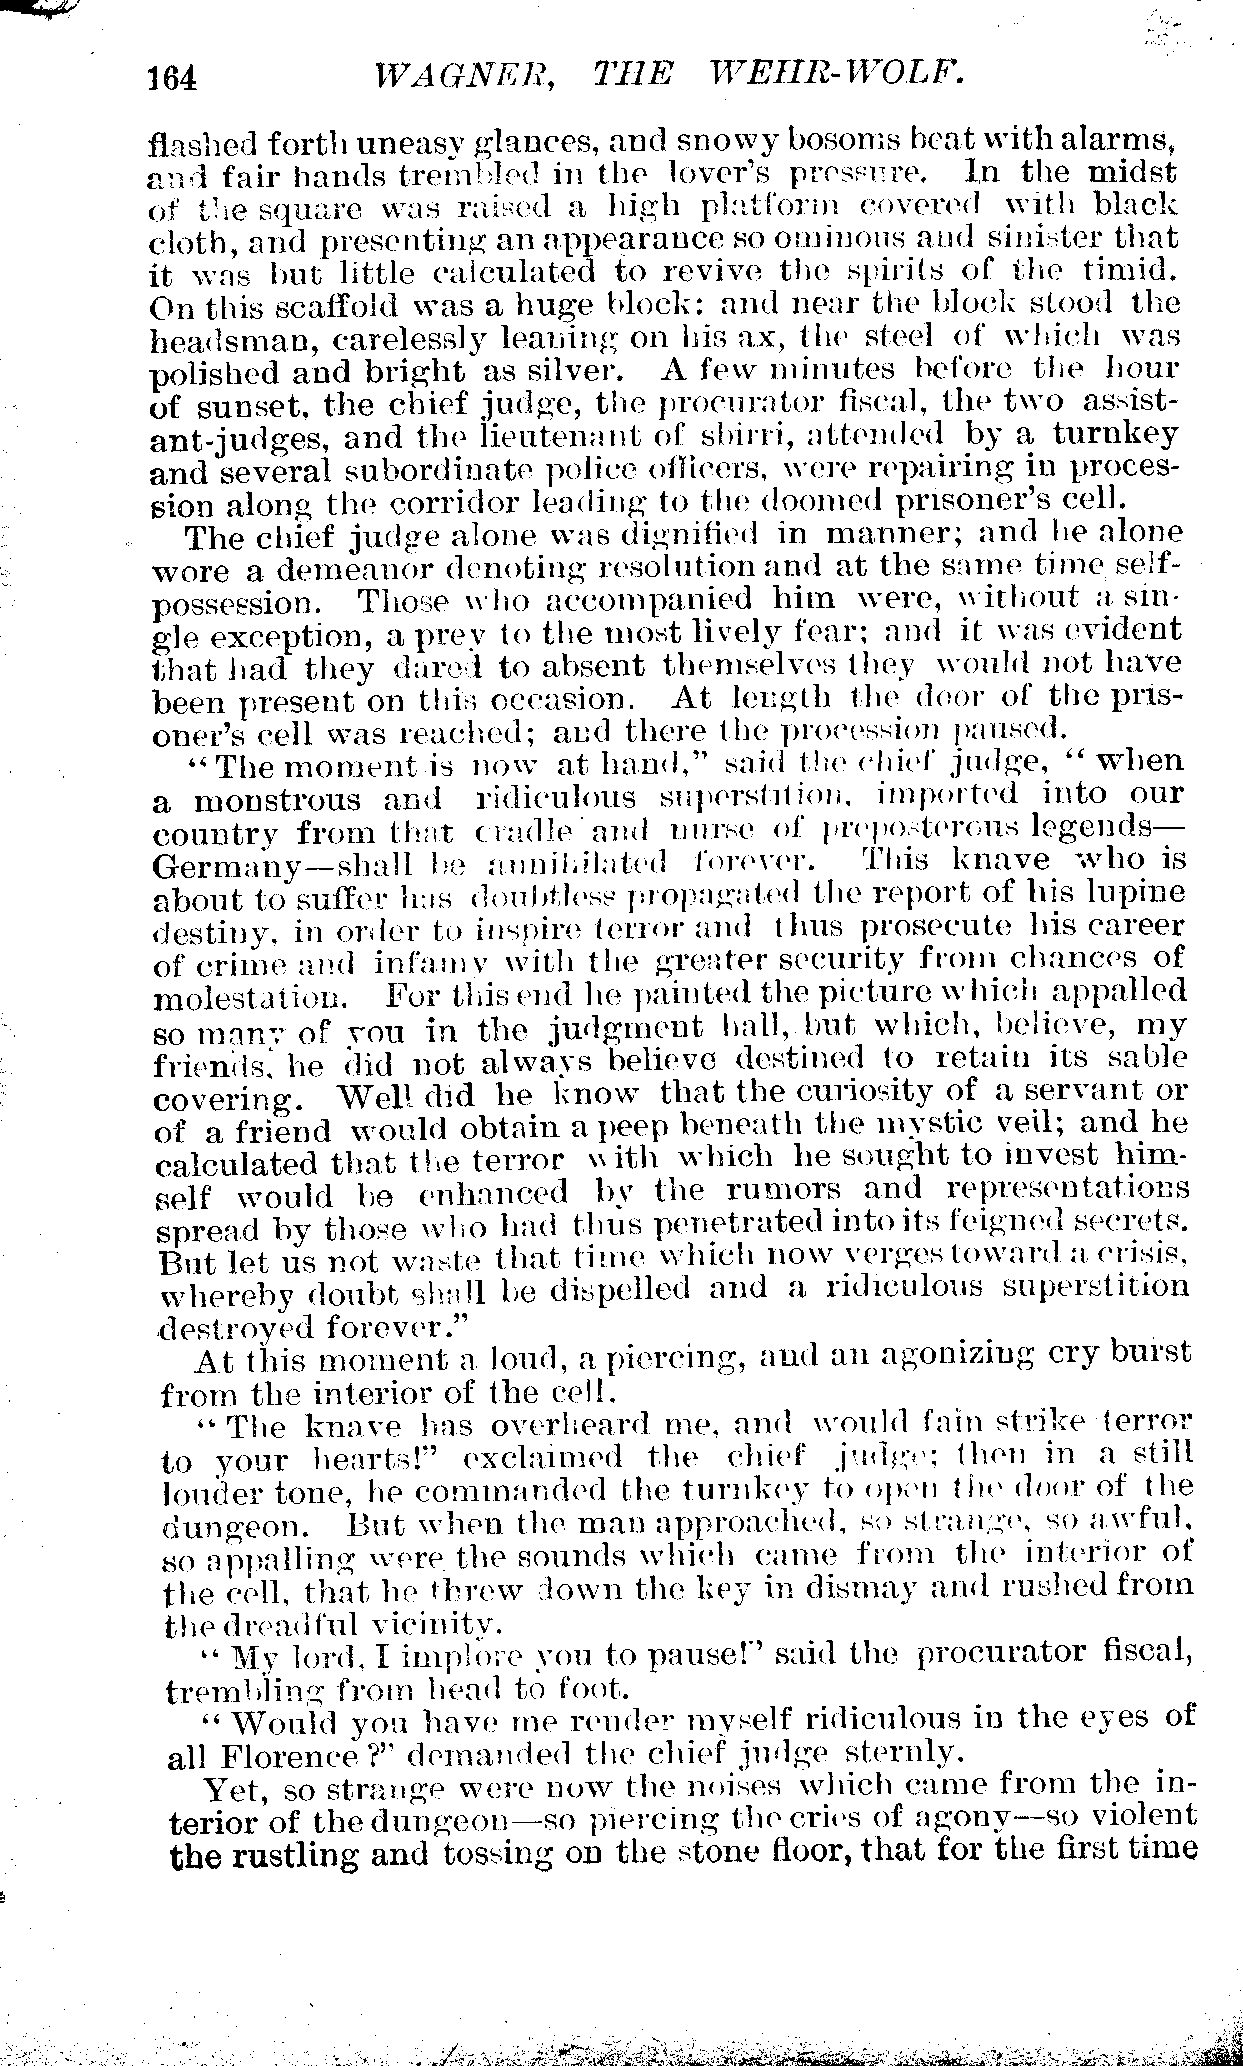 164 WAGNER, THE WEHR-WOLF.
flashed forth uneasy glances, and snowy bosoms beat with alarms,
and fair hands trembled in the lover's pressure. In the midst
of the square was raised a high platform covered with black
cloth, and presenting an appearance so ominous and sinister that
it was but little calculated to revive the spirits of the timid.
On this scaffold was a huge block: and near the block stood the
headsman, carelessly leaning on his ax, the steel of which was
polished and bright as silver. A few minutes before the hour
of sunset, the chief judge, the procurator fiscal, the two assist-
ant-judges, and the lieutenant of sbirri, attended by a turnkey
and several subordinate police officers, were repairing in proces-
sion along the corridor leading to the doomed prisoner's cell.
The chief judge alone was dignified in manner; and he alone
wore a demeanor denoting resolution and at the same time self-
possession. Those who accompanied him were, without a sin-
gle exception, a prey to the most lively fear; and it was evident
that had they dared to absent themselves they would not have
been present on this occasion. At length the door of the pris-
oner's cell was reached; and there the procession paused.
"The moment is now at hand," said the chief judge, "when
a monstrous and ridiculous superstition, imported into our
country from that cradle and nurse of preposterous legends—
Germany—shall be annihilated forever. This knave who is
about to suffer has doubtless propagated the report of his lupine
destiny, in order to inspire terror and thus prosecute his career
of crime and infamy with the greater security from chances of
molestation. For this end he painted the picture which appalled
so many of you in the judgment hall, but which, believe, my
friends, he did not always believe destined to retain its sable
covering. Well did he know that the curiosity of a servant or
of a friend would obtain a peep beneath the mystic veil; and he
calculated that the terror with which he sought to invest him-
self would be enhanced by the rumors and representations
spread by those who had thus penetrated into its feigned secrets.
But let us not waste that time which now verges toward a crisis,
whereby doubt shall be dispelled and a ridiculous superstition
destroyed forever."
At this moment a loud, a piercing, and an agonizing cry burst
from the interior of the cell.
"The knave has overheard me, and would fain strike terror
to your hearts!" exclaimed the chief judge; then in a still
louder tone, he commanded the turnkey to open the door of the
dungeon. But when the man approached, so strange, so awful,
so appalling were the sounds which came from the interior of
the cell, that he threw down the key in dismay and rushed from
the dreadful vicinity.
"My lord, I implore you to pause!" said the procurator fiscal,
trembling from head to foot.
"Would you have me render myself ridiculous in the eyes of
all Florence?" demanded the chief judge sternly.
Yet, so strange were now the noises which came from the in-
terior of the dungeon—so piercing the cries of agony—so violent
the rustling and tossing on the stone floor, that for the first time